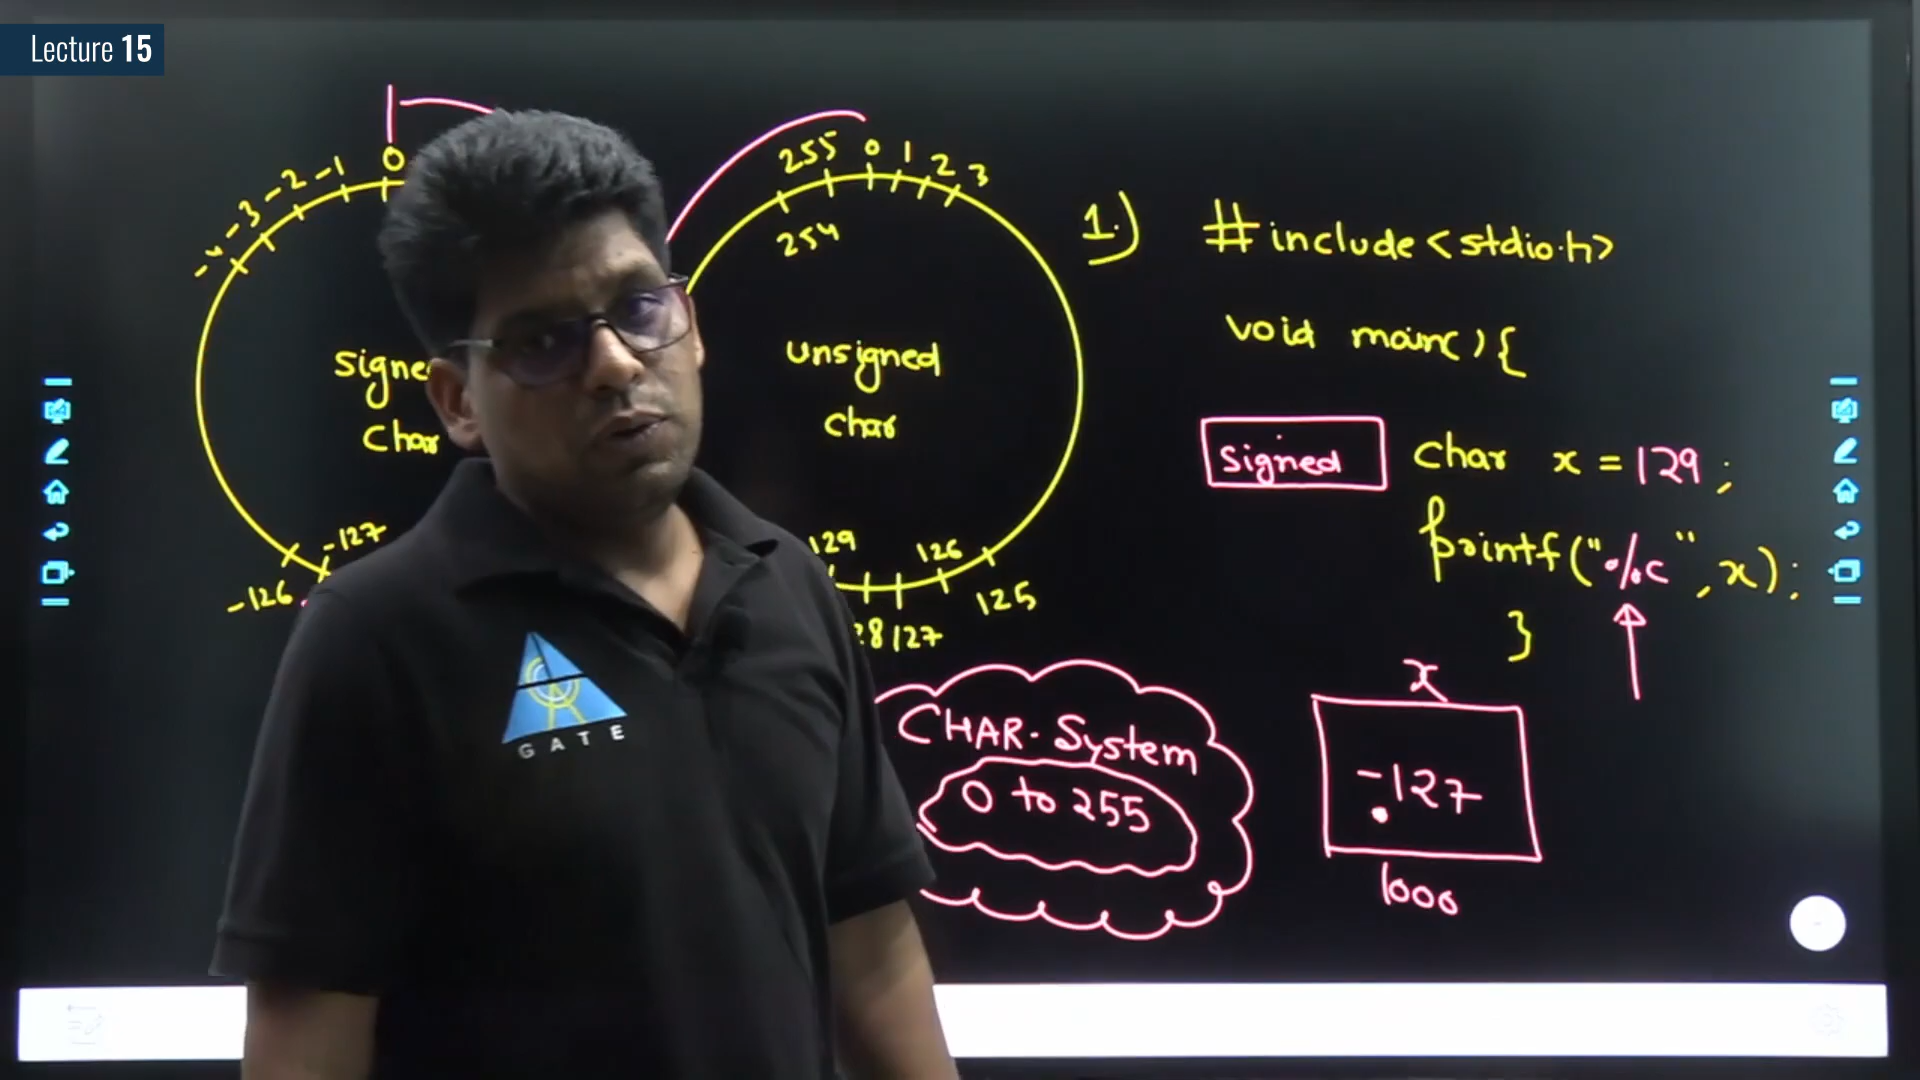 Lecture 15
-4 -3 -2 -1 0
signe
Char
-127
-126
255 0 1 2 3
254
unsigned
Char
129 126
125
28 127
1.) #include<stdio.h>
void main(){
signed char x = 129;
printf("%c",x);
}
CHAR-System
0 to 255
x
-127
1000
GATE